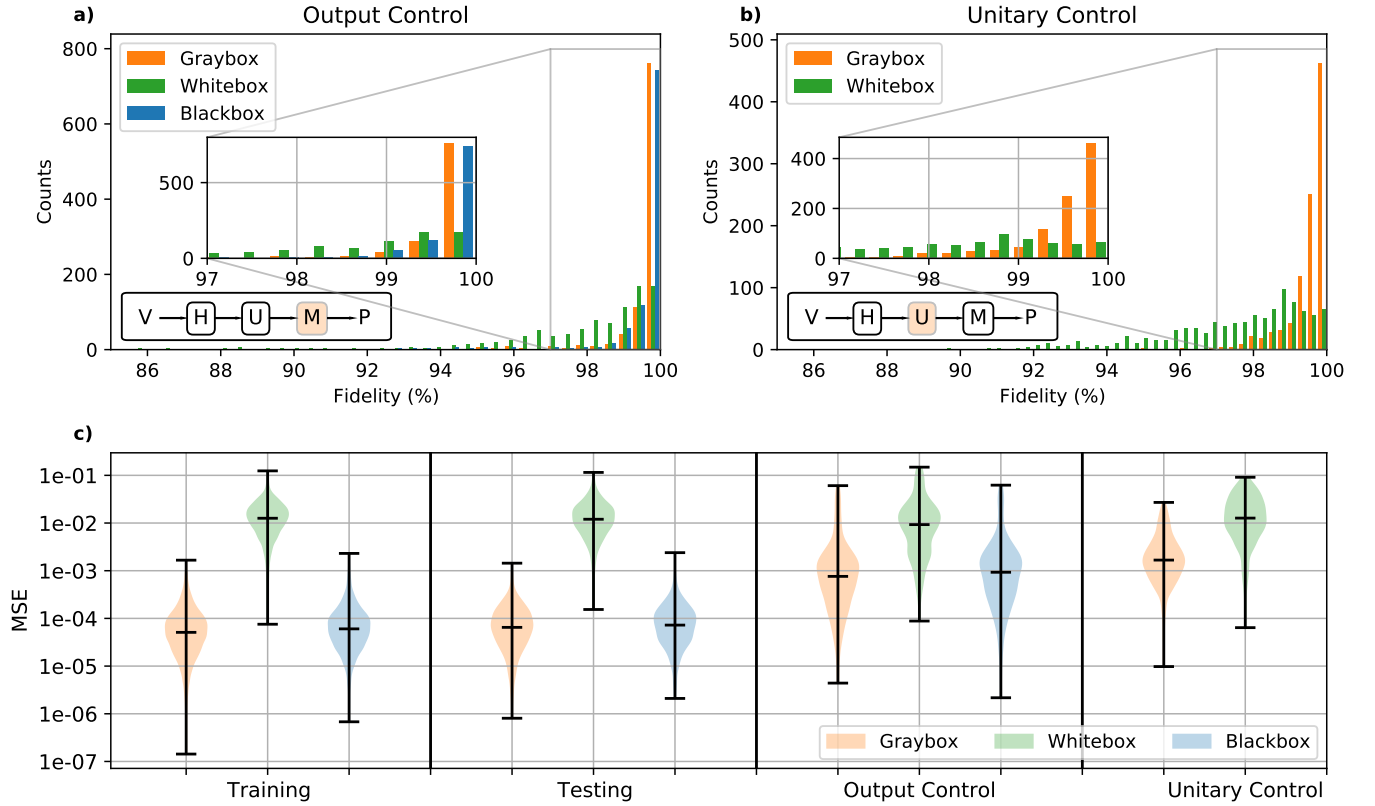 a)
Output Control
Counts
800
600
400
200
0
Graybox
Whitebox
Blackbox
500
0
97
98
99
100
V H U M P
86
88
90
92
94
96
98
100
Fidelity (%)
b)
Unitary Control
Counts
500
400
300
200
100
0
Graybox
Whitebox
400
200
0
97
98
99
100
V H U M P
86
88
90
92
94
96
98
100
Fidelity (%)
c)
MSE
1e-01
1e-02
1e-03
1e-04
1e-05
1e-06
1e-07
Graybox
Whitebox
Blackbox
Training
Testing
Output Control
Unitary Control